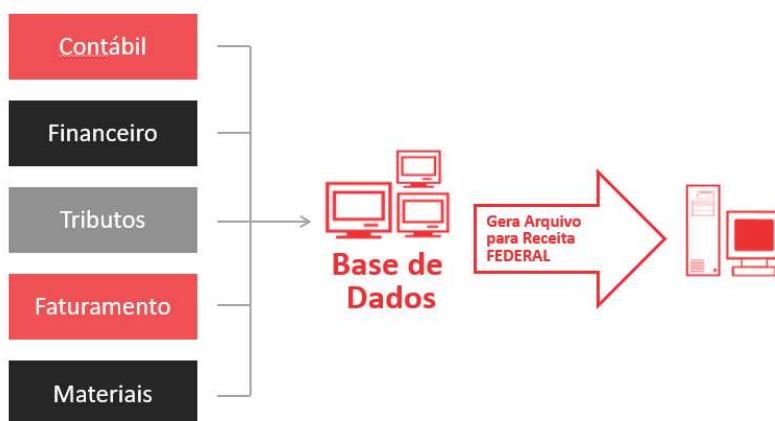 Contábil
Financeiro
Tributos
Faturamento
Materiais
Base de
Dados
Gera Arquivo
para Receita
FEDERAL